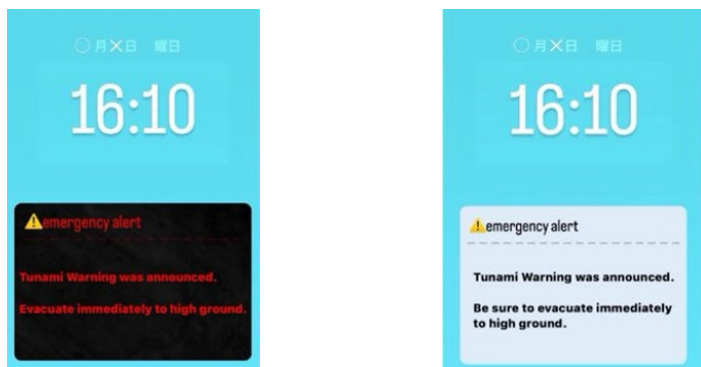 ○月×日 曜日
16:10
⚠emergency alert
Tunami Warning was announced.
Evacuate immediately to high ground.
○月×日 曜日
16:10
⚠emergency alert
Tunami Warning was announced.
Be sure to evacuate immediately
to high ground.